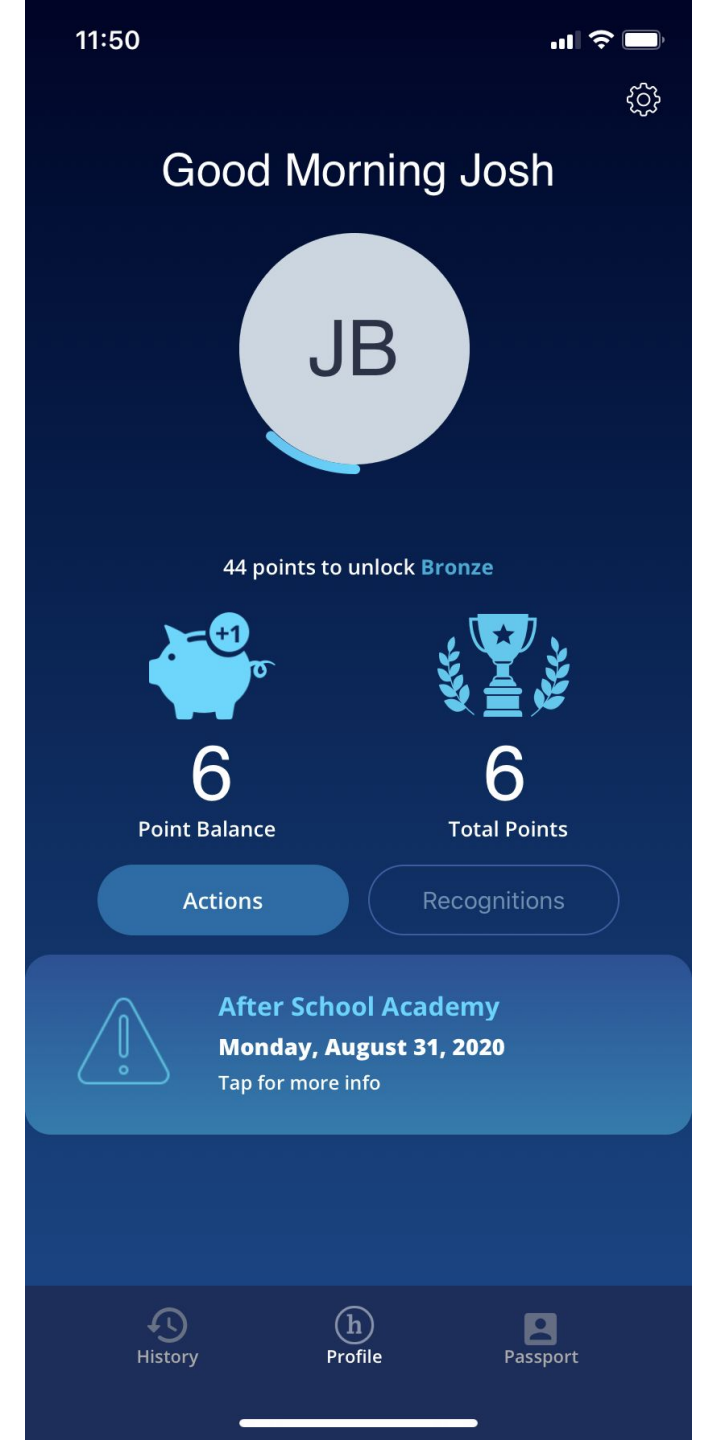 11:50
Good Morning Josh
JB
44 points to unlock Bronze
+1
6
Point Balance
6
Total Points
Actions
Recognitions
After School Academy
Monday, August 31, 2020
Tap for more info
h
History
Profile
Passport